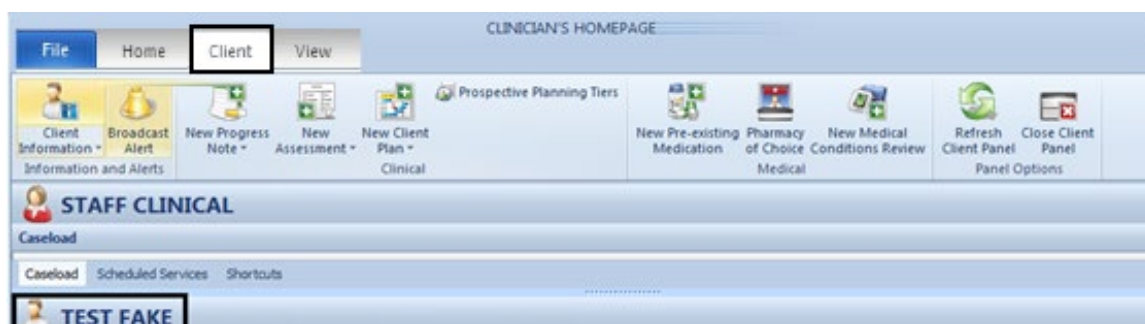 CLINICIAN'S HOMEPAGE
File Home Client View
Prospective Planning Tiers
Client Broadcast New Progress New New Client New Pre-existing Pharmacy New Medical Refresh Close Client
Information Alert Note Assessment Plan Medication of Choice Conditions Review Client Panel Panel
Information and Alerts Clinical Medical Panel Options
STAFF CLINICAL
Caseload
Caseload Scheduled Services Shortcuts
TEST FAKE